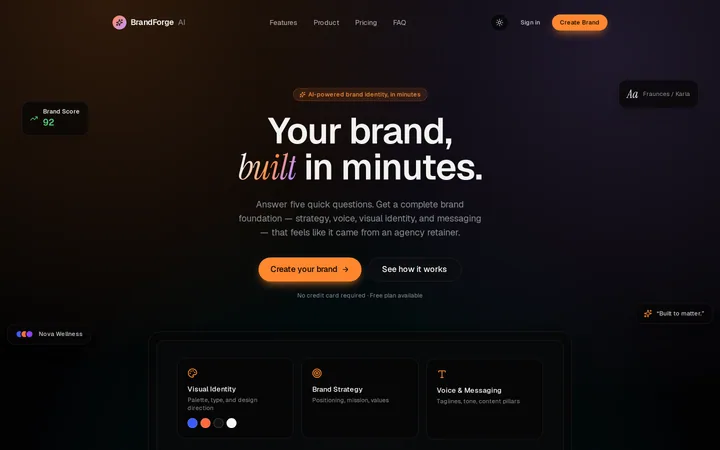 BrandForge AI
Features
Product
Pricing
FAQ
Sign in
Create Brand
AI-powered brand identity, in minutes
Brand Score
92
Aa Fraunces / Karla
Your brand,
built in minutes.
Answer five quick questions. Get a complete brand
foundation — strategy, voice, visual identity, and messaging
— that feels like it came from an agency retainer.
Create your brand →
See how it works
No credit card required · Free plan available
"Built to matter."
Nova Wellness
Visual Identity
Palette, type, and design
direction
Brand Strategy
Positioning, mission, values
Voice & Messaging
Taglines, tone, content pillars